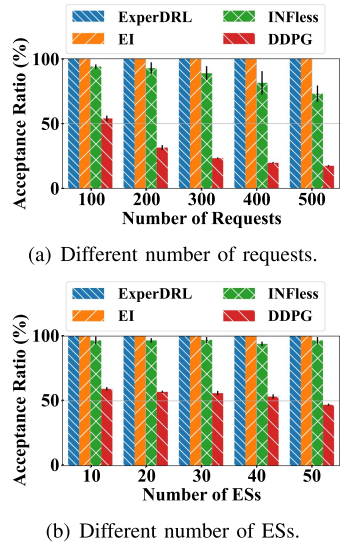 ExperDRL INFless
EI DDPG
Acceptance Ratio (%)
100
50
0
100 200 300 400 500
Number of Requests
(a) Different number of requests.
ExperDRL INFless
EI DDPG
Acceptance Ratio (%)
100
50
0
10 20 30 40 50
Number of ESs
(b) Different number of ESs.